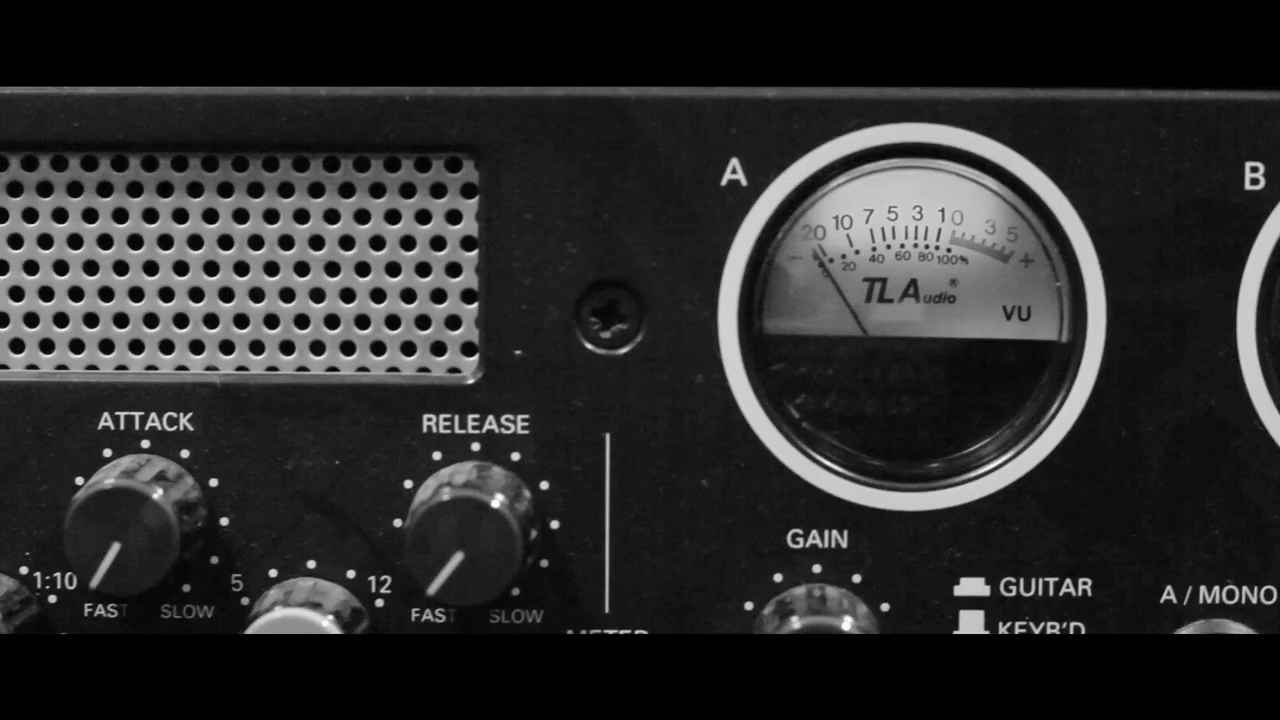 A
B
20 10 7 5 3 1 0 3 5
- 20 40 60 80 100% +
TLAudio®
VU
ATTACK
RELEASE
GAIN
1:10
5
12
GUITAR
A / MONO
FAST
SLOW
FAST
SLOW
METER
KEYB'D